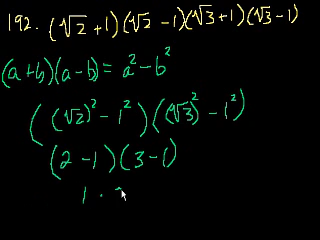 192. (√2 + 1)(√2 - 1)(√3 + 1)(√3 - 1)
(a+b)(a-b) = a² - b²
((√2)² - 1²)((√3)² - 1²)
(2 - 1)(3 - 1)
1 ·